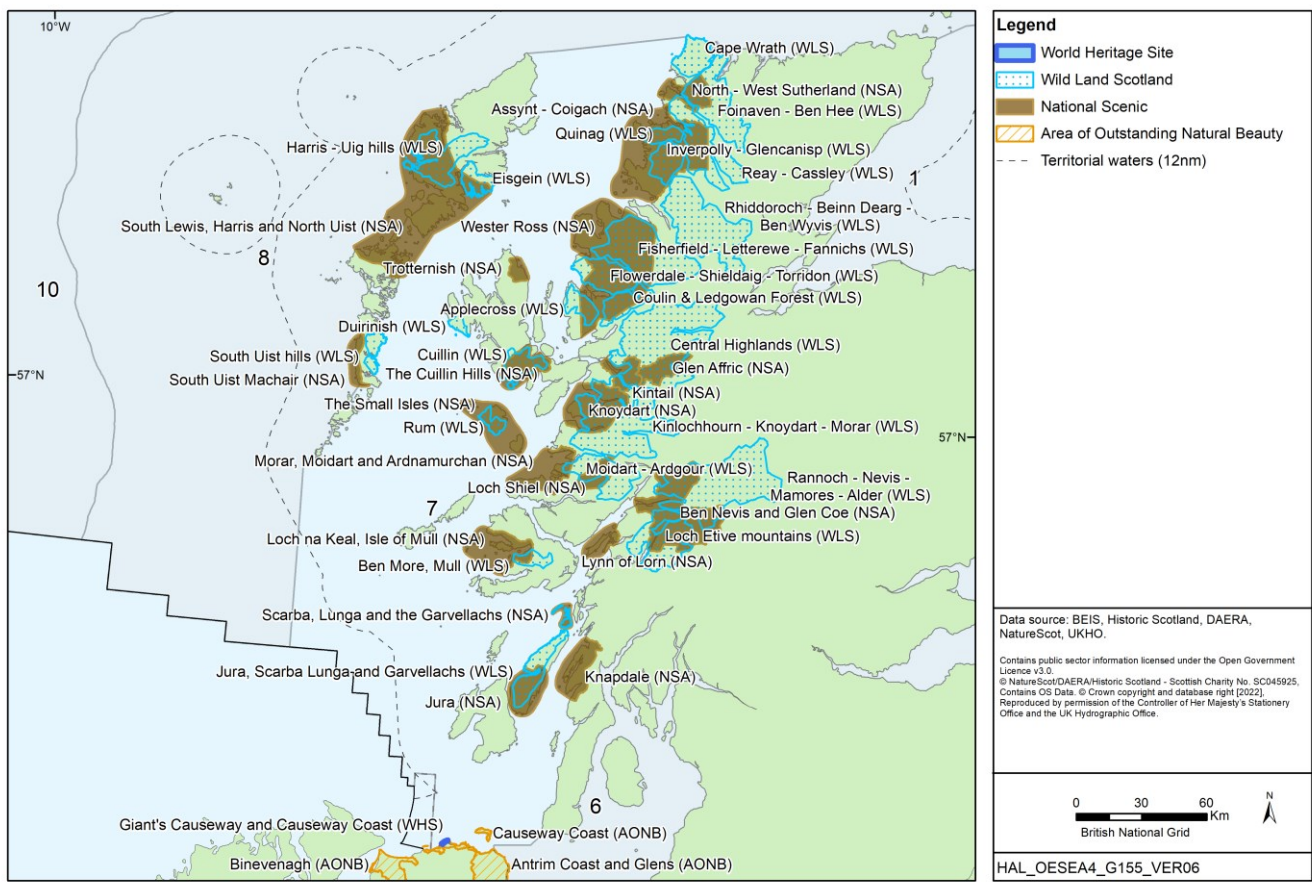 10°W
Cape Wrath (WLS)
North - West Sutherland (NSA)
Assynt - Coigach (NSA)
Foinaven - Ben Hee (WLS)
Quinag (WLS)
Harris - Uig hills (WLS)
Inverpolly - Glencanisp (WLS)
Eisgein (WLS)
Reay - Cassley (WLS)
1
Rhiddoroch - Beinn Dearg -
Ben Wyvis (WLS)
South Lewis, Harris and North Uist (NSA)
Wester Ross (NSA)
8
Fisherfield - Letterewe - Fannichs (WLS)
Trotternish (NSA)
Flowerdale - Shieldaig - Torridon (WLS)
10
Coulin & Ledgowan Forest (WLS)
Applecross (WLS)
Duirinish (WLS)
Central Highlands (WLS)
South Uist hills (WLS)
Cuillin (WLS)
Glen Affric (NSA)
57°N
South Uist Machair (NSA)
The Cuillin Hills (NSA)
Kintail (NSA)
The Small Isles (NSA)
Knoydart (NSA)
Rum (WLS)
Kinlochhourn - Knoydart - Morar (WLS)
57°N
Morar, Moidart and Ardnamurchan (NSA)
Moidart - Ardgour (WLS)
Rannoch - Nevis -
Mamores - Alder (WLS)
Loch Shiel (NSA)
7
Ben Nevis and Glen Coe (NSA)
Loch na Keal, Isle of Mull (NSA)
Loch Etive mountains (WLS)
Ben More, Mull (WLS)
Lynn of Lorn (NSA)
Scarba, Lunga and the Garvellachs (NSA)
Jura, Scarba Lunga and Garvellachs (WLS)
Knapdale (NSA)
Jura (NSA)
6
Giant's Causeway and Causeway Coast (WHS)
Causeway Coast (AONB)
Binevenagh (AONB)
Antrim Coast and Glens (AONB)
Legend
World Heritage Site
Wild Land Scotland
National Scenic
Area of Outstanding Natural Beauty
Territorial waters (12nm)
Data source: BEIS, Historic Scotland, DAERA,
NatureScot, UKHO.
Contains public sector information licensed under the Open Government
Licence v3.0.
© NatureScot/DAERA/Historic Scotland - Scottish Charity No. SC045925,
Contains OS Data. © Crown copyright and database right [2022],
Reproduced by permission of the Controller of Her Majesty's Stationery
Office and the UK Hydrographic Office.
0 30 60
Km
British National Grid
N
HAL_OESEA4_G155_VER06